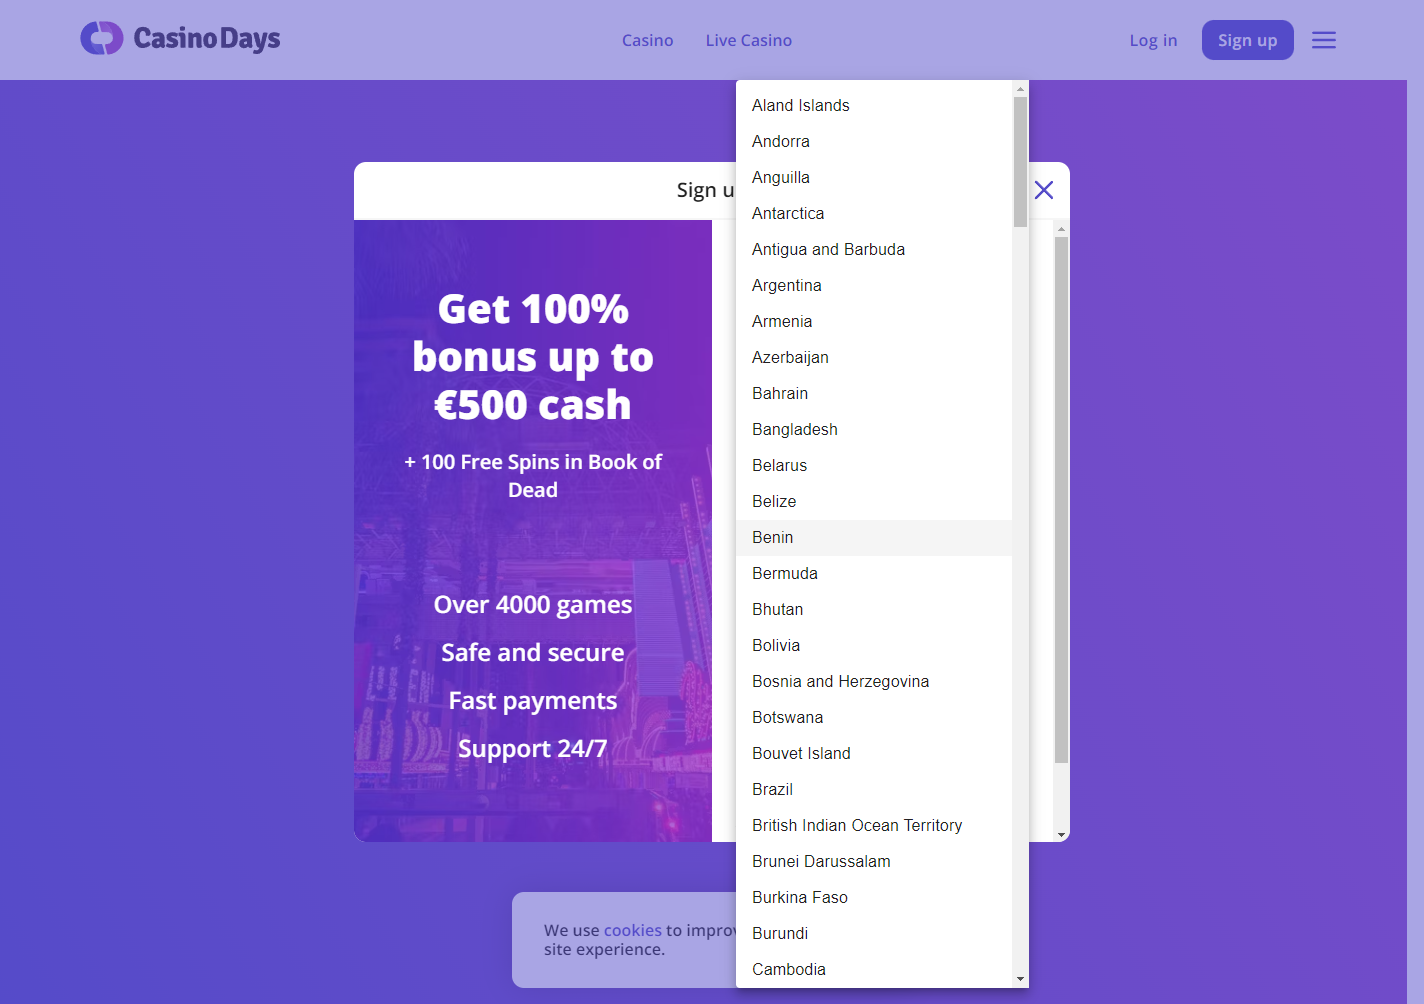 CasinoDays
Casino
Live Casino
Log in
Sign up
Sign u
Get 100%
bonus up to
€500 cash
+ 100 Free Spins in Book of
Dead
Over 4000 games
Safe and secure
Fast payments
Support 24/7
Aland Islands
Andorra
Anguilla
Antarctica
Antigua and Barbuda
Argentina
Armenia
Azerbaijan
Bahrain
Bangladesh
Belarus
Belize
Benin
Bermuda
Bhutan
Bolivia
Bosnia and Herzegovina
Botswana
Bouvet Island
Brazil
British Indian Ocean Territory
Brunei Darussalam
Burkina Faso
Burundi
Cambodia
We use cookies to improv
site experience.